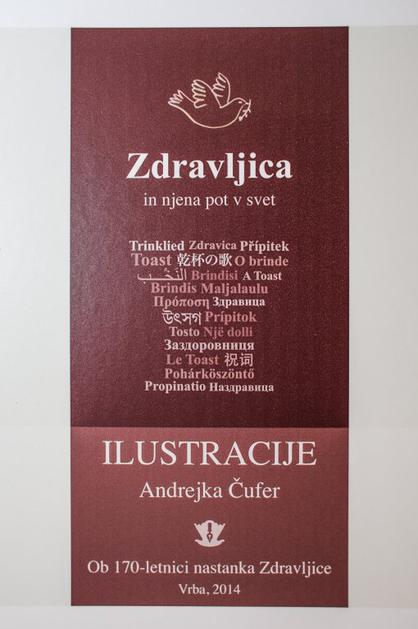 Zdravljica
in njena pot v svet
Trinklied Zdravica Přípitek
Toast 乾杯の歌 O brinde
النَّخْب Brindisi A Toast
Brindis Maljalaulu
Пропосн Здравица
উৎসর্গ Prípitok
Tosto Një dolli
Заздоровниця
Le Toast 祝词
Pohárköszöntő
Propinatio Наздравица
ILUSTRACIJE
Andrejka Čufer
Ob 170-letnici nastanka Zdravljice
Vrba, 2014